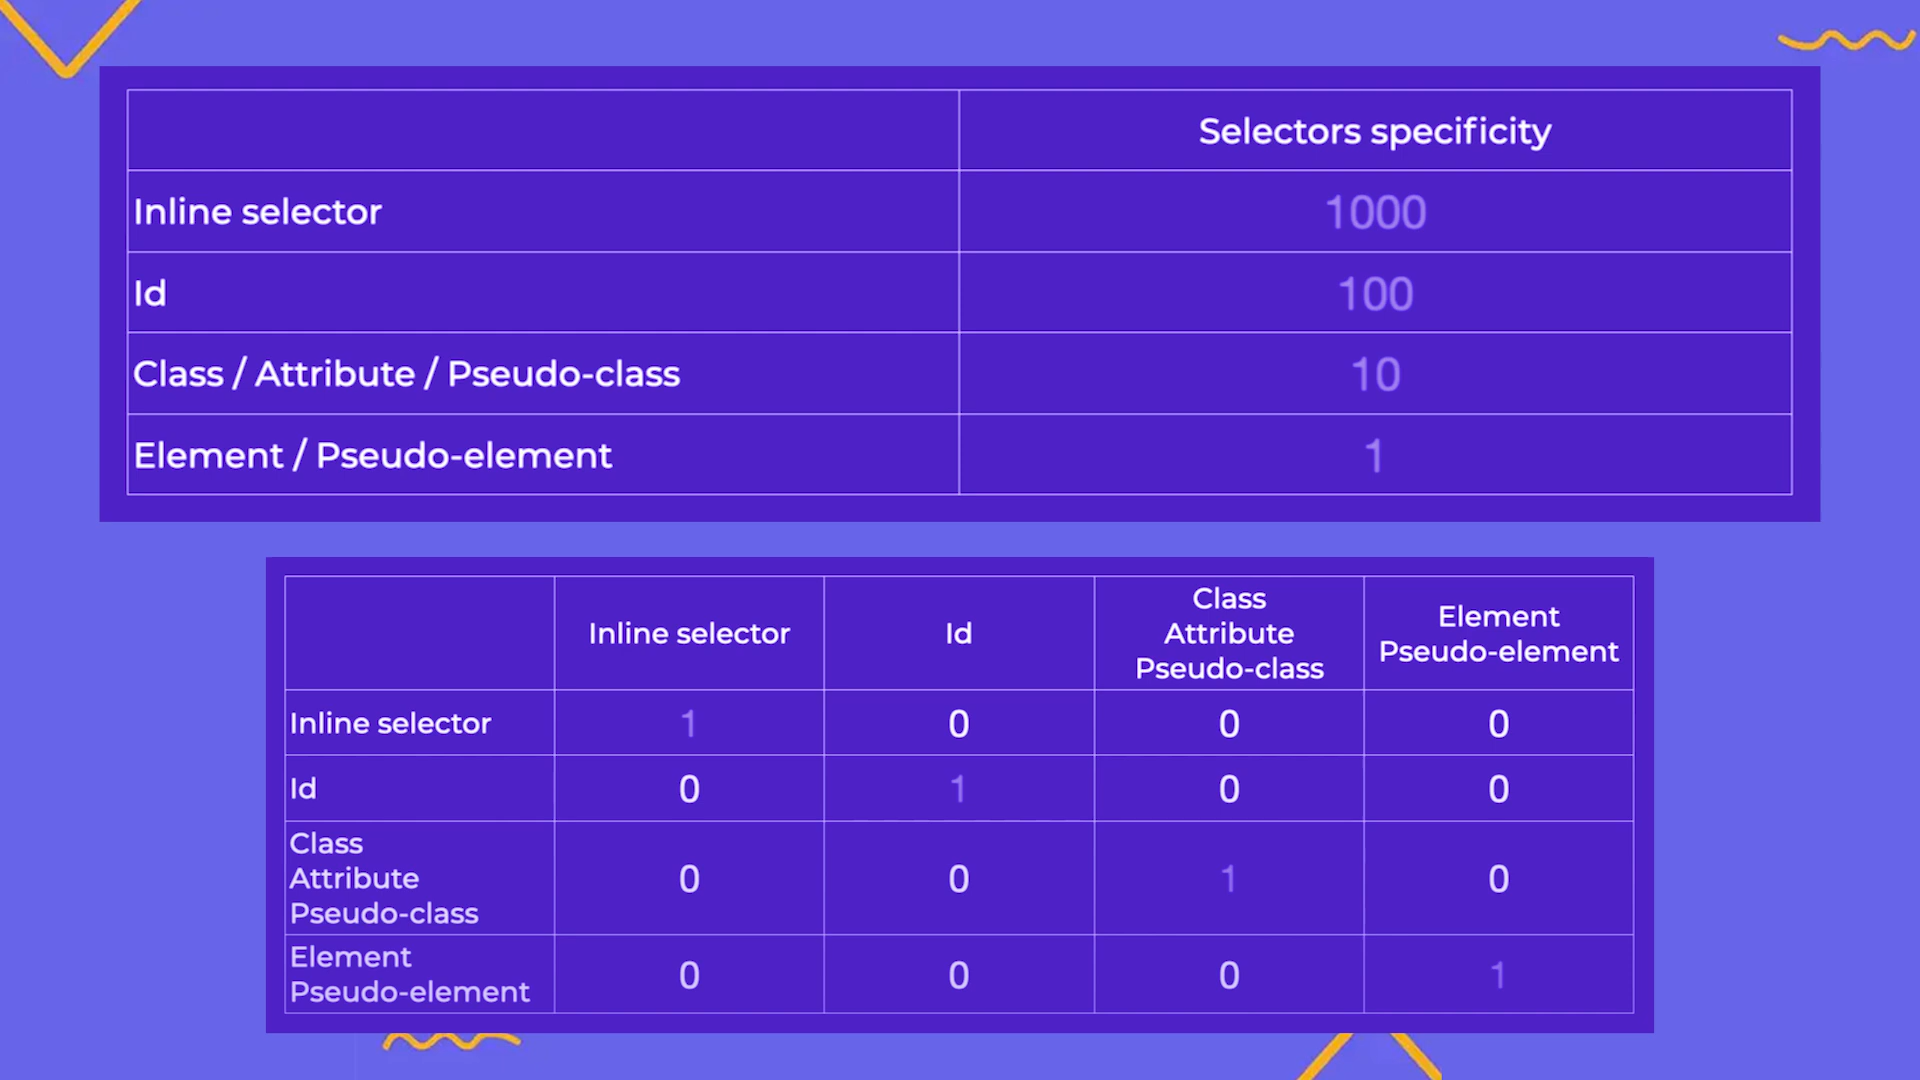 Selectors specificity
Inline selector 1000
Id 100
Class / Attribute / Pseudo-class 10
Element / Pseudo-element 1
Inline selector Id Class Attribute Pseudo-class Element Pseudo-element
Inline selector 1 0 0 0
Id 0 1 0 0
Class Attribute Pseudo-class 0 0 1 0
Element Pseudo-element 0 0 0 1